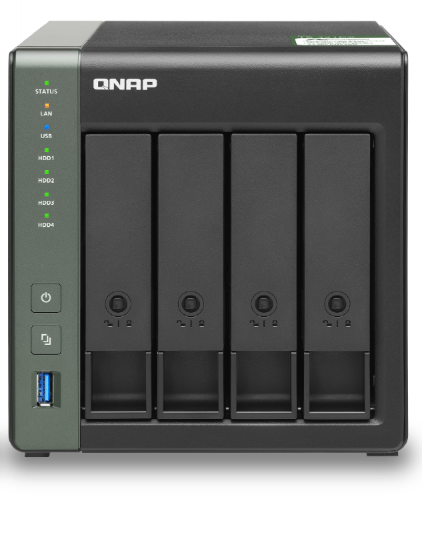 QNAP
STATUS
LAN
USB
HDD1
HDD2
HDD3
HDD4